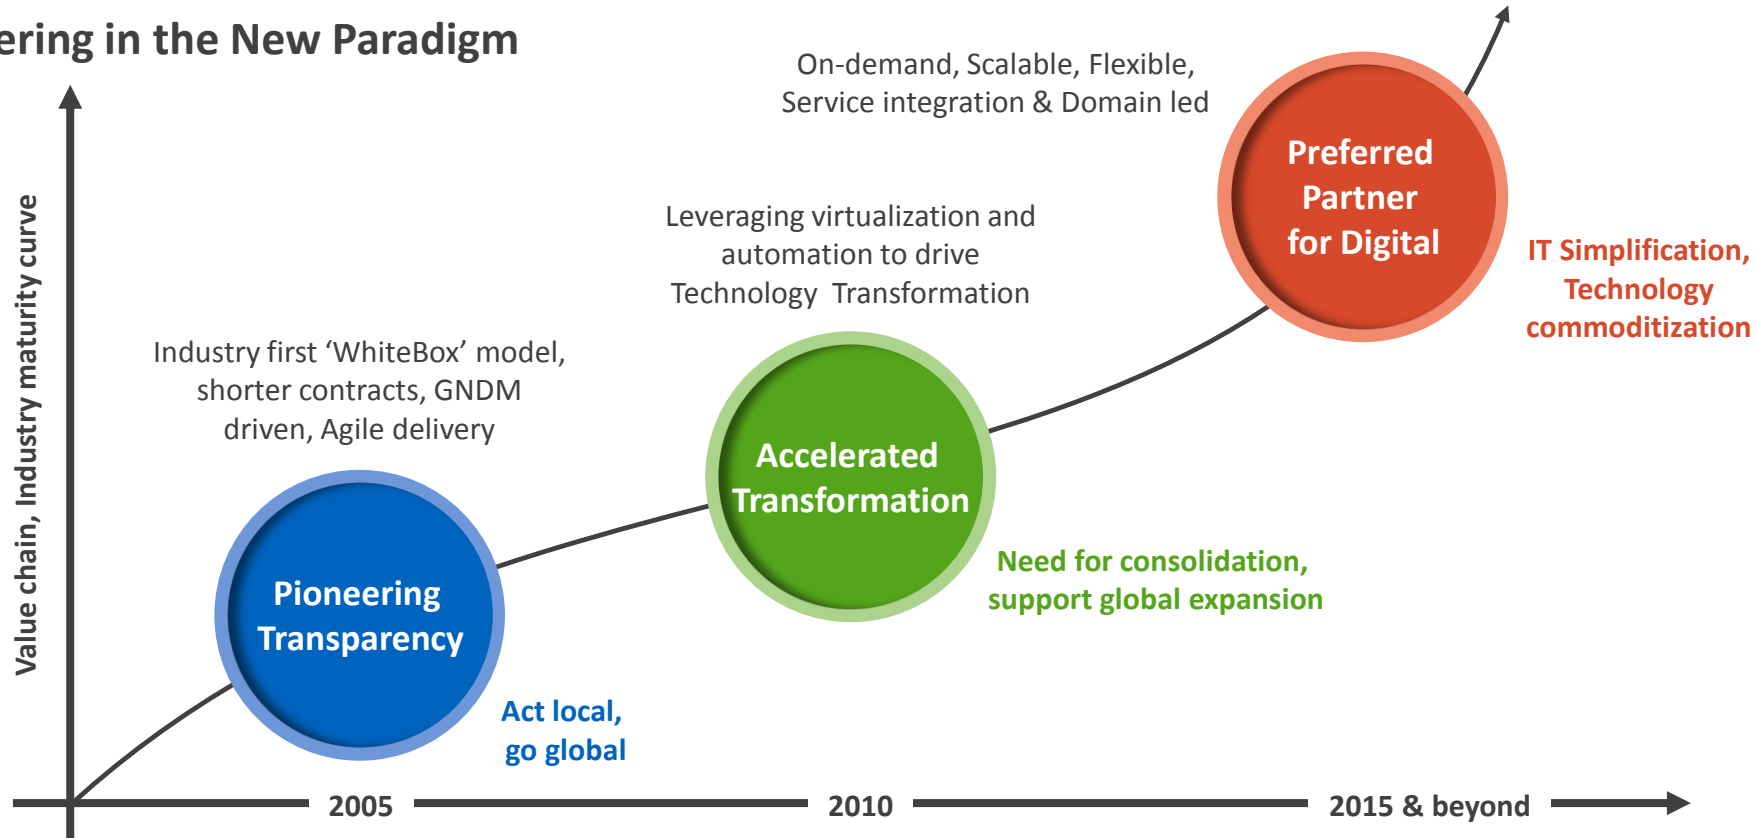 ering in the New Paradigm
On-demand, Scalable, Flexible,
Service integration & Domain led
Preferred
Partner
for Digital
IT Simplification,
Technology
commoditization
Leveraging virtualization and
automation to drive
Technology Transformation
Accelerated
Transformation
Need for consolidation,
support global expansion
Industry first ‘WhiteBox’ model,
shorter contracts, GNDM
driven, Agile delivery
Pioneering
Transparency
Act local,
go global
Value chain, Industry maturity curve
2005
2010
2015 & beyond